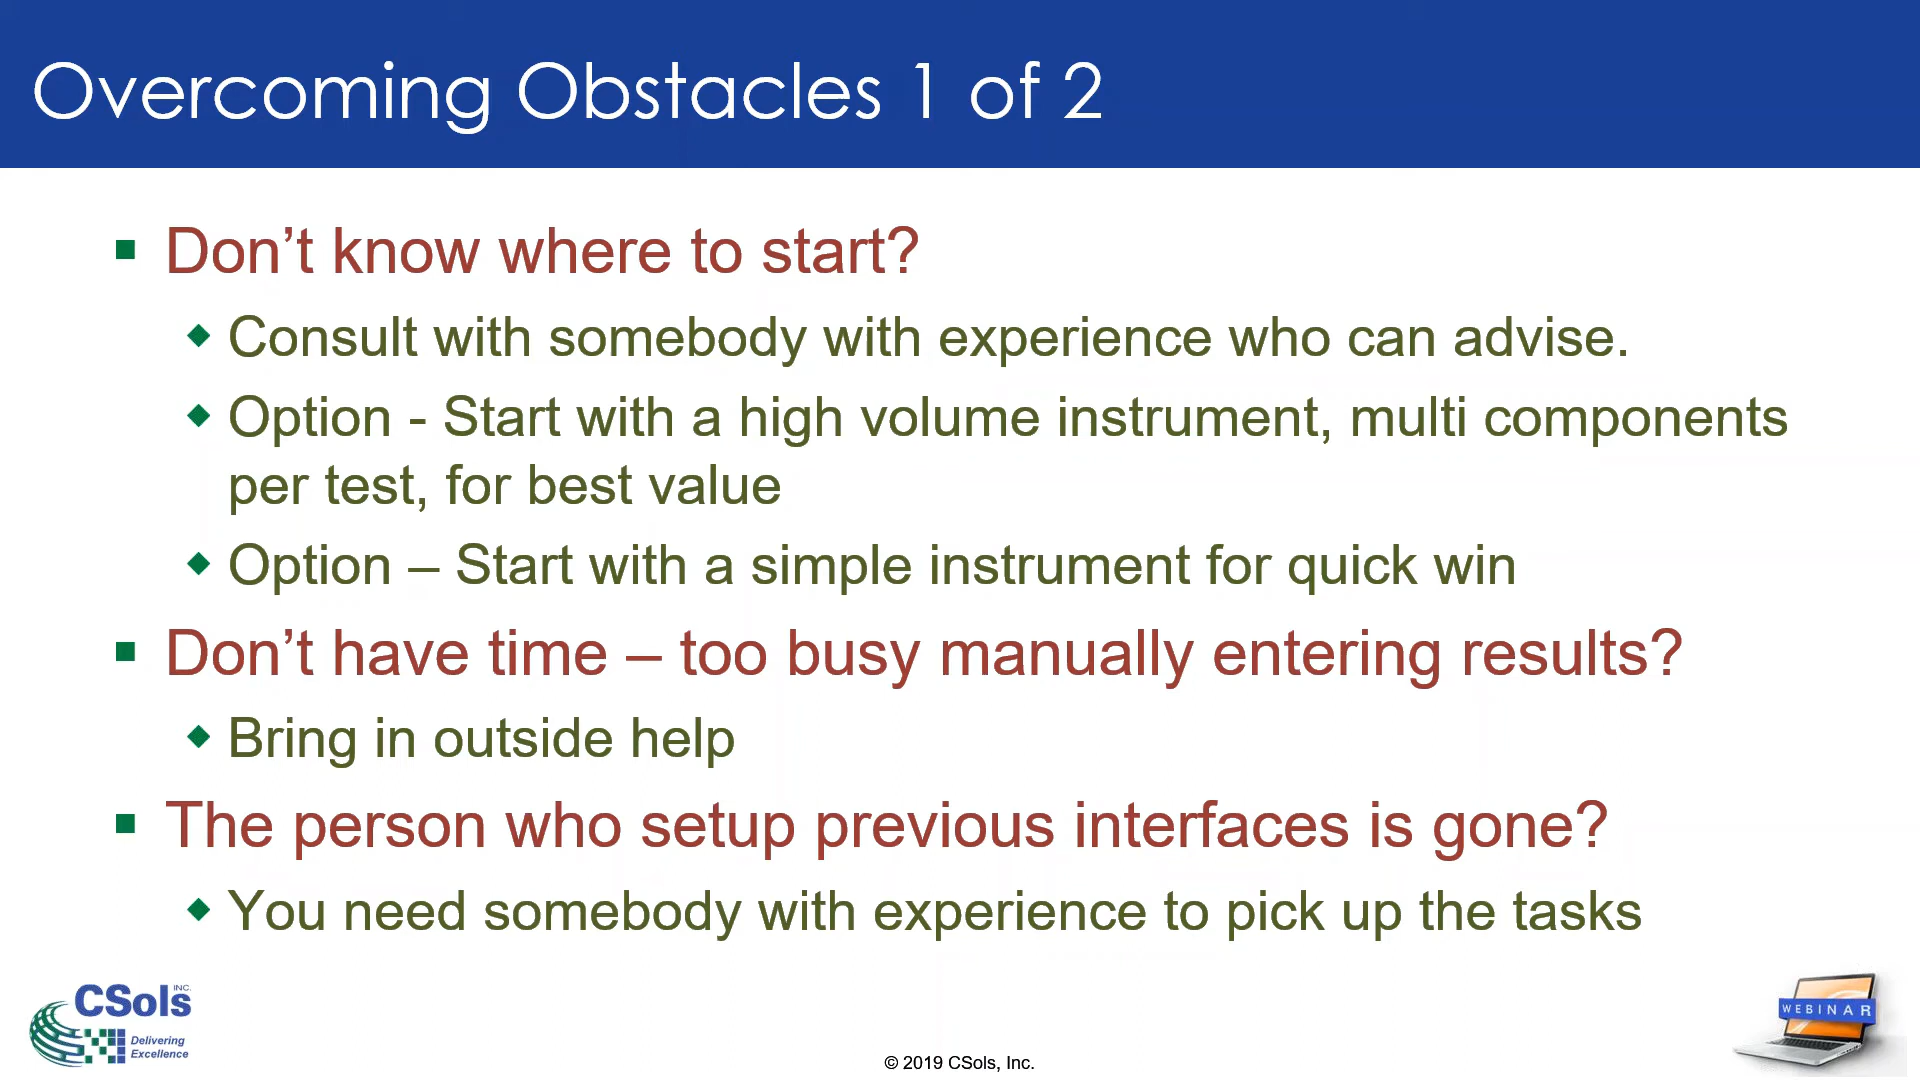 Overcoming Obstacles 1 of 2
Don’t know where to start?
Consult with somebody with experience who can advise.
Option - Start with a high volume instrument, multi components
per test, for best value
Option – Start with a simple instrument for quick win
Don’t have time – too busy manually entering results?
Bring in outside help
The person who setup previous interfaces is gone?
You need somebody with experience to pick up the tasks
CSols INC.
Delivering
Excellence
© 2019 CSols, Inc.
WEBINAR